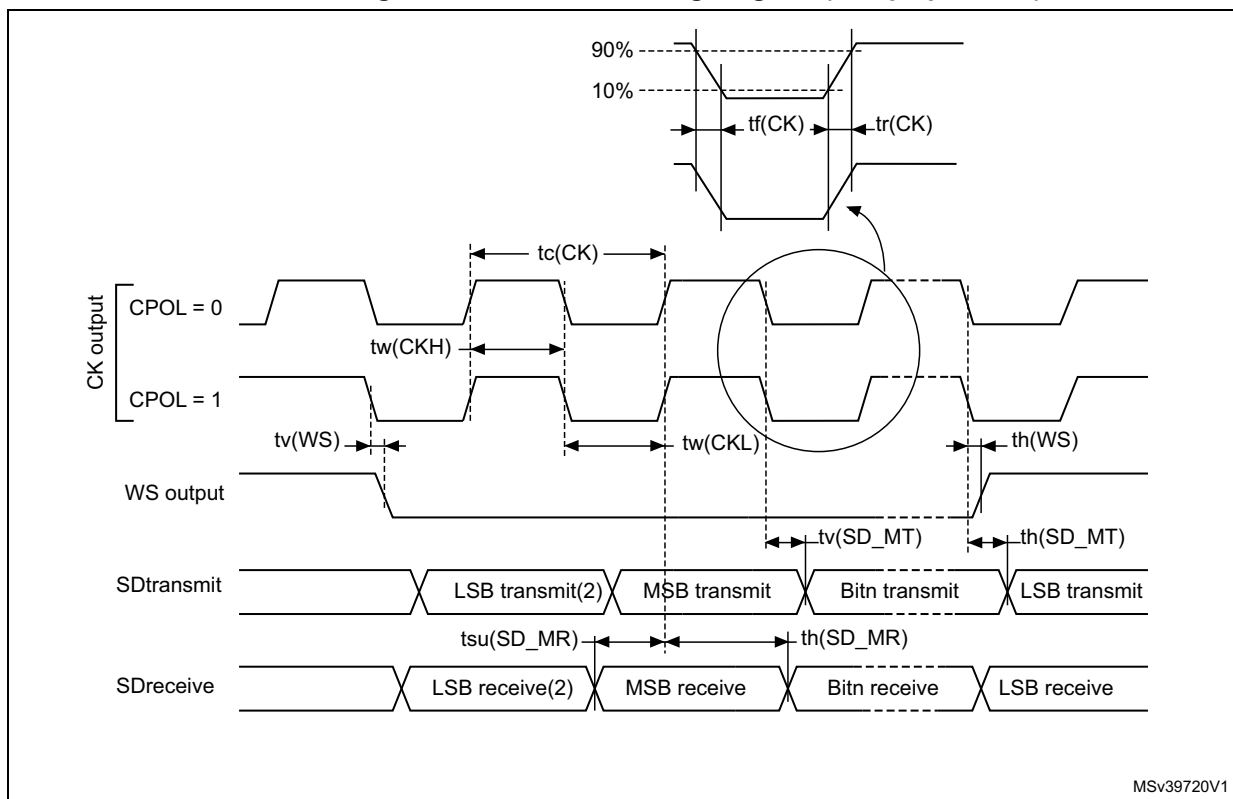 90%
10%
tf(CK)
tr(CK)
tc(CK)
CK output
CPOL = 0
tw(CKH)
CPOL = 1
tv(WS)
tw(CKL)
th(WS)
WS output
tv(SD_MT)
th(SD_MT)
SDtransmit
LSB transmit(2)
MSB transmit
Bitn transmit
LSB transmit
tsu(SD_MR)
th(SD_MR)
SDreceive
LSB receive(2)
MSB receive
Bitn receive
LSB receive
MSv39720V1